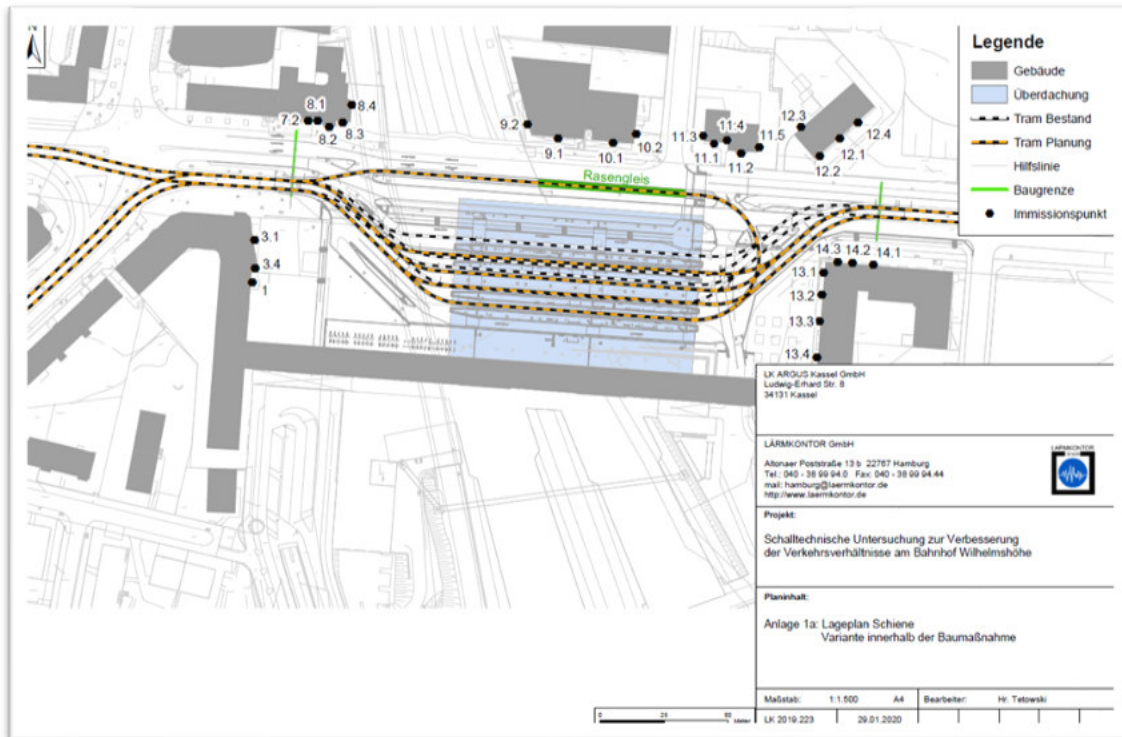 N
Legende
Gebäude
Überdachung
Tram Bestand
Tram Planung
Hilfslinie
Baugrenze
Immissionspunkt
8.1
8.4
7.2
8.3
8.2
9.2
9.1
10.1
10.2
11.3
11.4
11.5
11.1
11.2
12.3
12.4
12.1
12.2
Rasengleis
3.1
3.4
1
14.3
14.2
14.1
13.1
13.2
13.3
13.4
LK ARGUS Kassel GmbH
Ludwig-Erhard Str. 8
34131 Kassel
LÄRMKONTOR GmbH
Altonaer Poststraße 13 b 22767 Hamburg
Tel.: 040 - 38 99 94.0 Fax: 040 - 38 99 94.44
mail: hamburg@laermkontor.de
http://www.laermkontor.de
LÄRMKONTOR
Projekt:
Schalltechnische Untersuchung zur Verbesserung
der Verkehrsverhältnisse am Bahnhof Wilhelmshöhe
Planinhalt:
Anlage 1a: Lageplan Schiene
Variante innerhalb der Baumaßnahme
Maßstab: 1:1.500 A4 Bearbeiter: Hr. Tetowski
LK 2019.223 29.01.2020
0 25 50 Meter